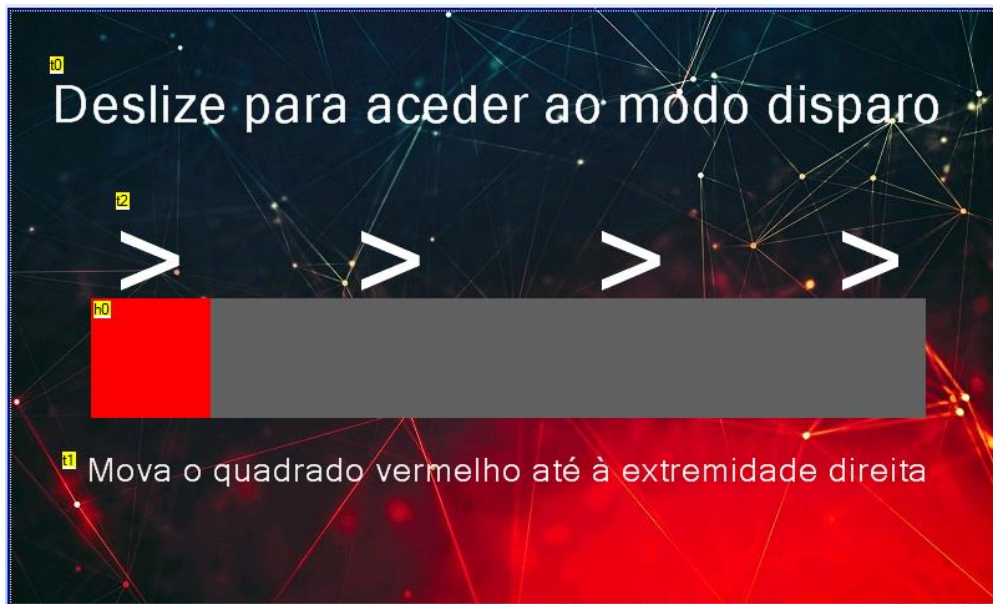 t0
Deslize para aceder ao modo disparo
t2
> > > >
h0
t1
Mova o quadrado vermelho até à extremidade direita